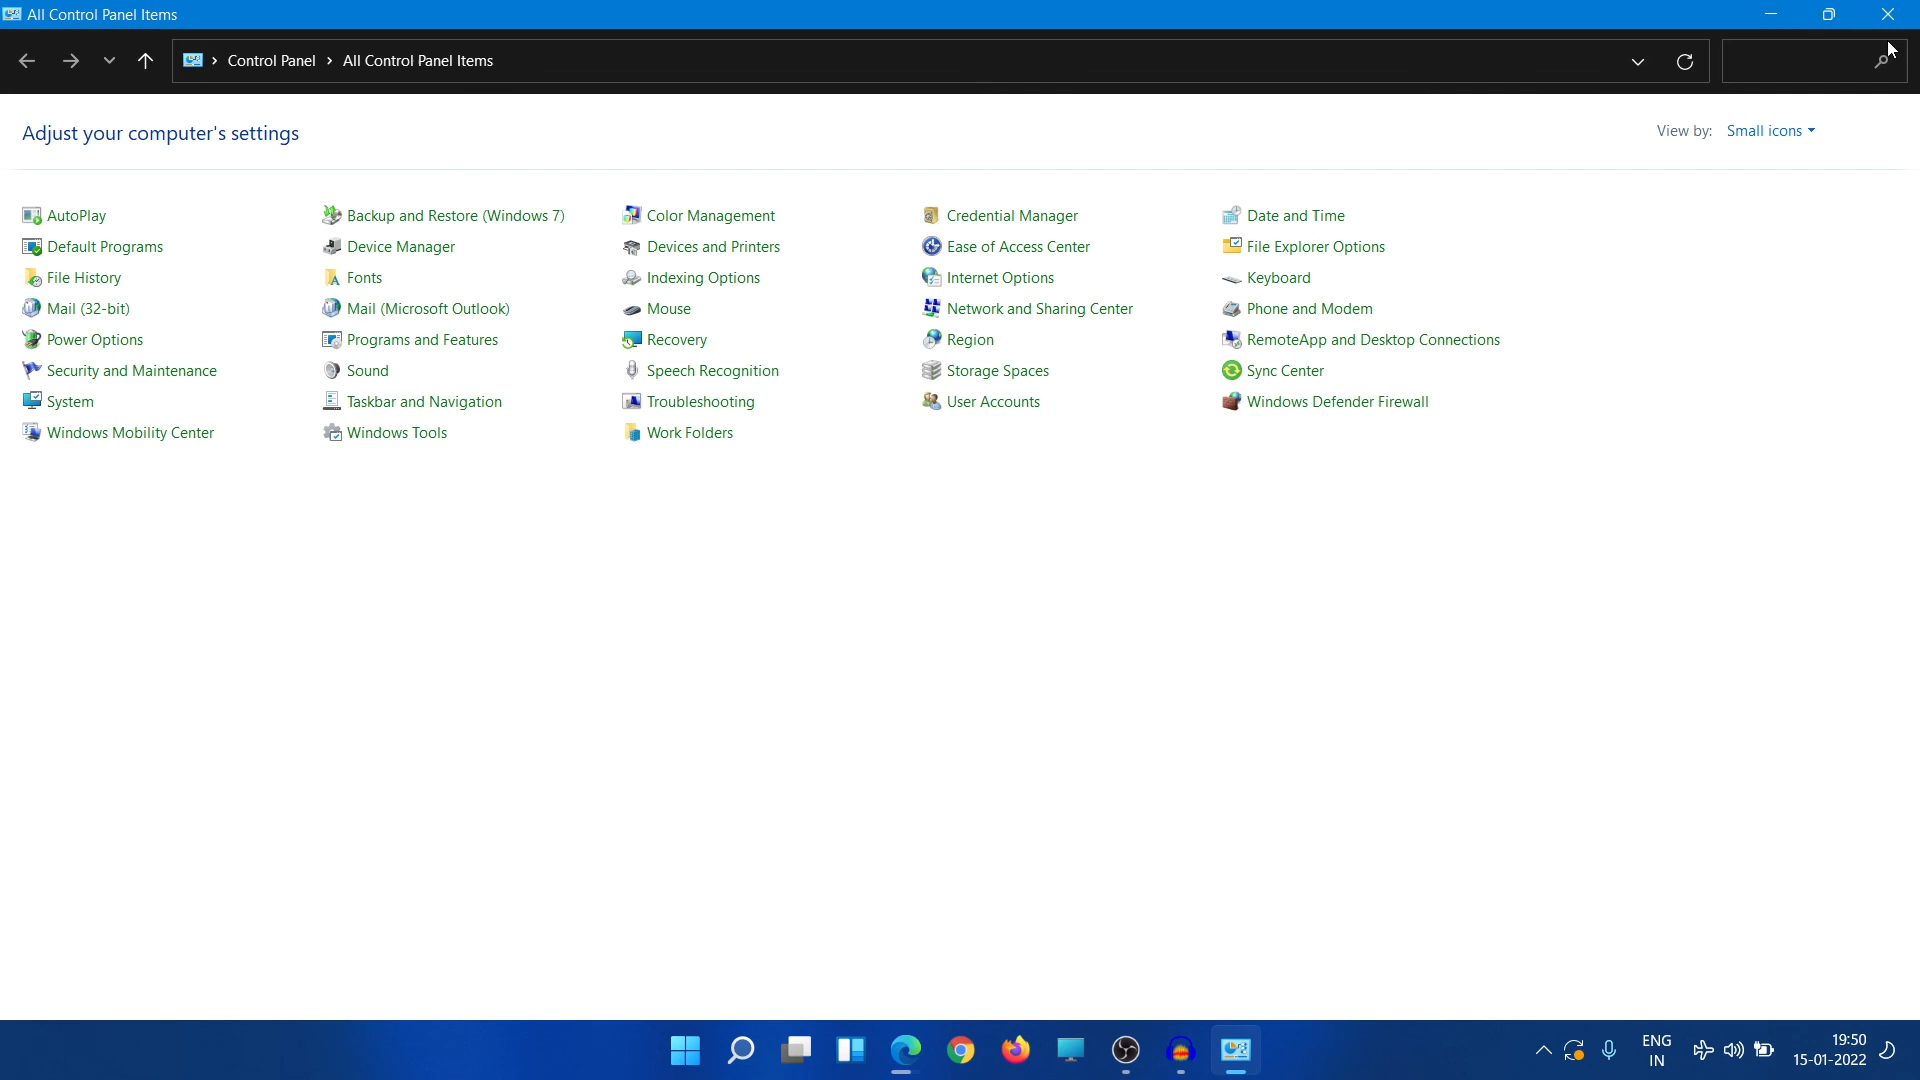 All Control Panel Items
Control Panel > All Control Panel Items
Adjust your computer's settings
View by: Small icons
AutoPlay
Backup and Restore (Windows 7)
Color Management
Credential Manager
Date and Time
Default Programs
Device Manager
Devices and Printers
Ease of Access Center
File Explorer Options
File History
Fonts
Indexing Options
Internet Options
Keyboard
Mail (32-bit)
Mail (Microsoft Outlook)
Mouse
Network and Sharing Center
Phone and Modem
Power Options
Programs and Features
Recovery
Region
RemoteApp and Desktop Connections
Security and Maintenance
Sound
Speech Recognition
Storage Spaces
Sync Center
System
Taskbar and Navigation
Troubleshooting
User Accounts
Windows Defender Firewall
Windows Mobility Center
Windows Tools
Work Folders
ENG
IN
19:50
15-01-2022